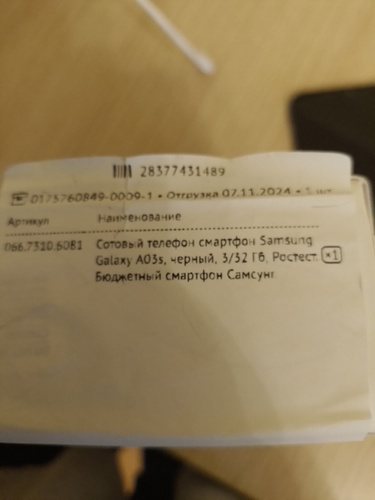 28377431489
0175760849-0009-1 • Отгрузка 07.11.2024 • 1 шт
Артикул Наименование
066.7310.6081 Сотовый телефон смартфон Samsung
Galaxy A03s, черный, 3/32 Гб, Ростест. ×1
Бюджетный смартфон Самсунг